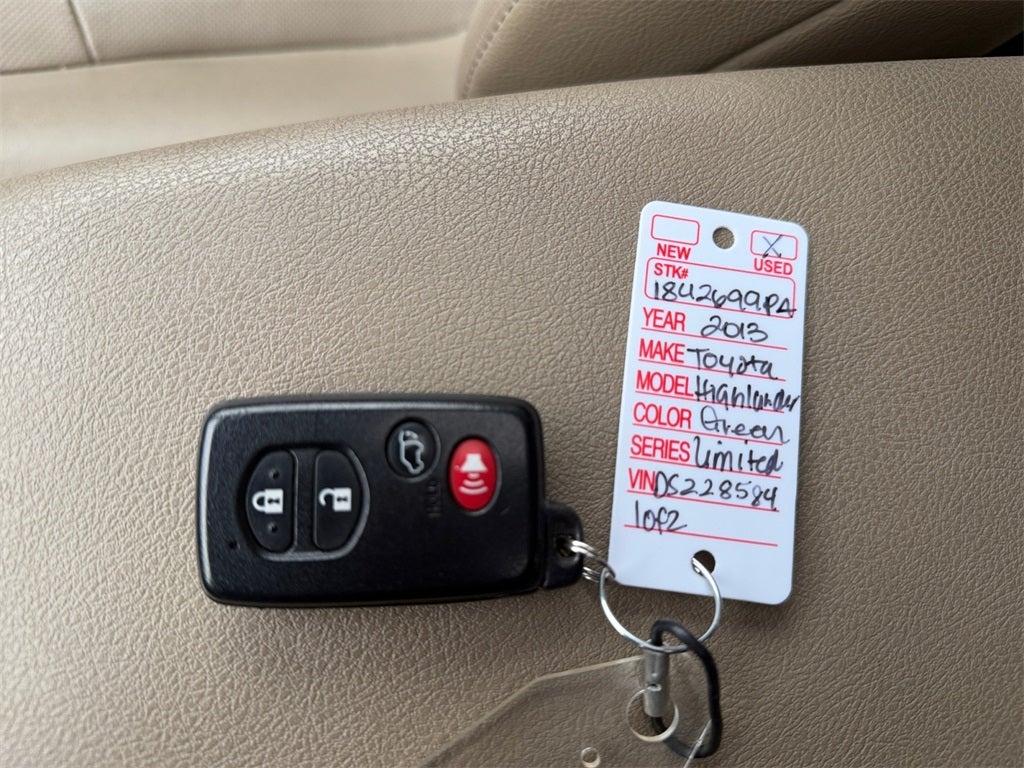 NEW
X
USED
STK#
1842699PA
YEAR 2013
MAKE Toyota
MODEL Highlander
COLOR Green
SERIES Limited
VIN DS228584
1of2